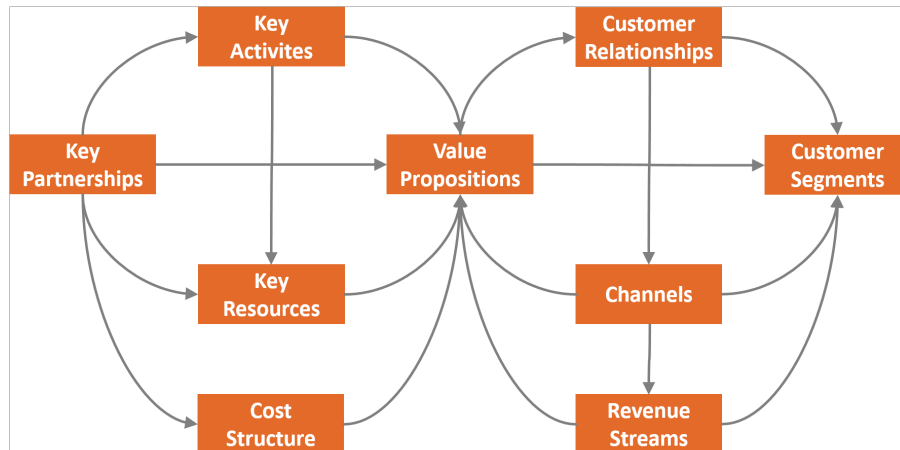 Key
Activites
Customer
Relationships
Key
Partnerships
Value
Propositions
Customer
Segments
Key
Resources
Channels
Cost
Structure
Revenue
Streams